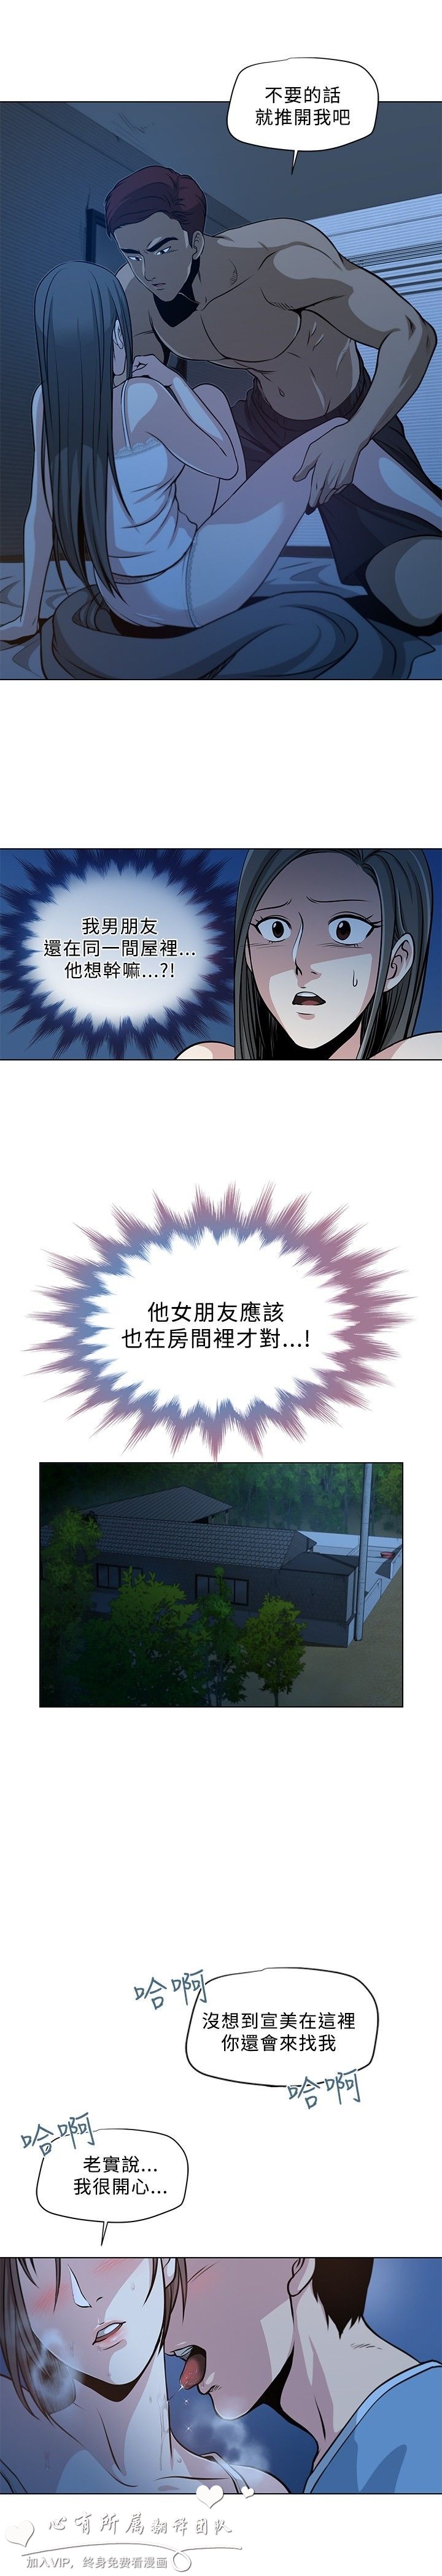 不要的話
就推開我吧
我男朋友
還在同一間屋裡...
他想幹嘛...?!
他女朋友應該
也在房間裡才對...!
哈啊
沒想到宣美在這裡
你還會來找我
哈啊
哈啊
老實說...
我很開心...
心有所属翻译团队
加入VIP，终身免费看漫画